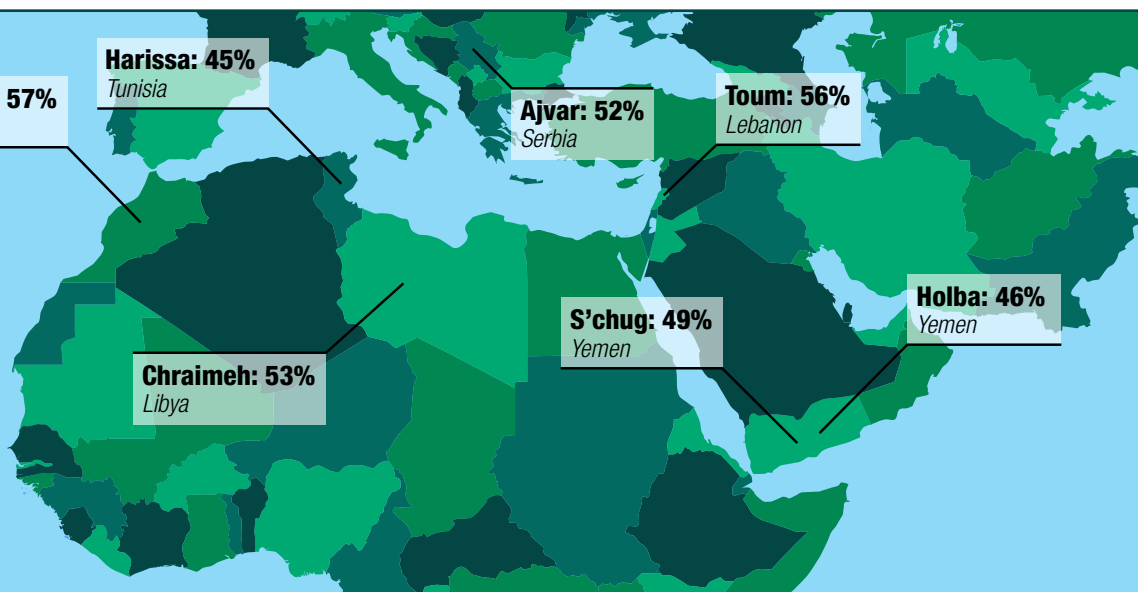 Harissa: 45%
Tunisia
57%
Ajvar: 52%
Serbia
Toum: 56%
Lebanon
S’chug: 49%
Yemen
Holba: 46%
Yemen
Chraimeh: 53%
Libya